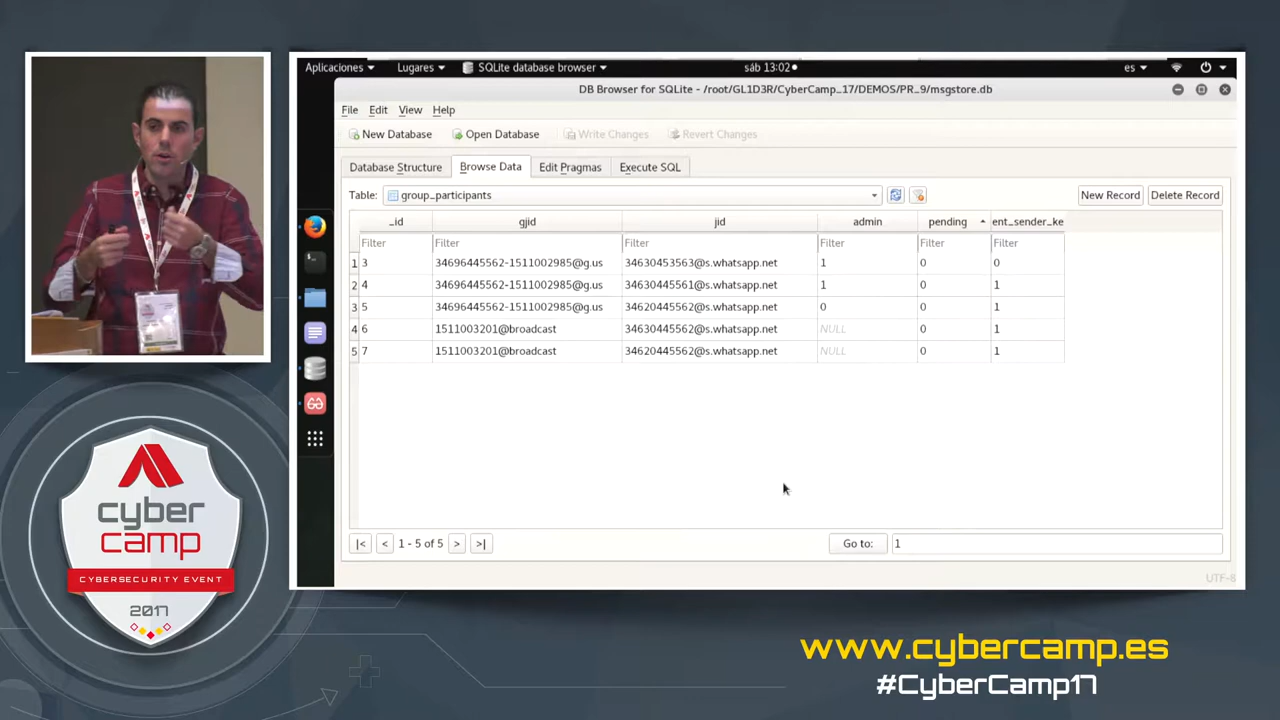 Aplicaciones Lugares SQLite database browser sáb 13:02 es
DB Browser for SQLite - /root/GL1D3R/CyberCamp_17/DEMOS/PR_9/msgstore.db
File Edit View Help
New Database Open Database Write Changes Revert Changes
Database Structure Browse Data Edit Pragmas Execute SQL
Table: group_participants New Record Delete Record
_id gjid jid admin pending ent_sender_ke
Filter Filter Filter Filter Filter Filter
1 3 34696445562-1511002985@g.us 34630453563@s.whatsapp.net 1 0 0
2 4 34696445562-1511002985@g.us 34630445561@s.whatsapp.net 1 0 1
3 5 34696445562-1511002985@g.us 34620445562@s.whatsapp.net 0 0 1
4 6 1511003201@broadcast 34630445562@s.whatsapp.net NULL 0 1
5 7 1511003201@broadcast 34620445562@s.whatsapp.net NULL 0 1
|< < 1 - 5 of 5 > >| Go to: 1
UTF-8
cyber
camp
CYBERSECURITY EVENT
2017
www.cybercamp.es
#CyberCamp17